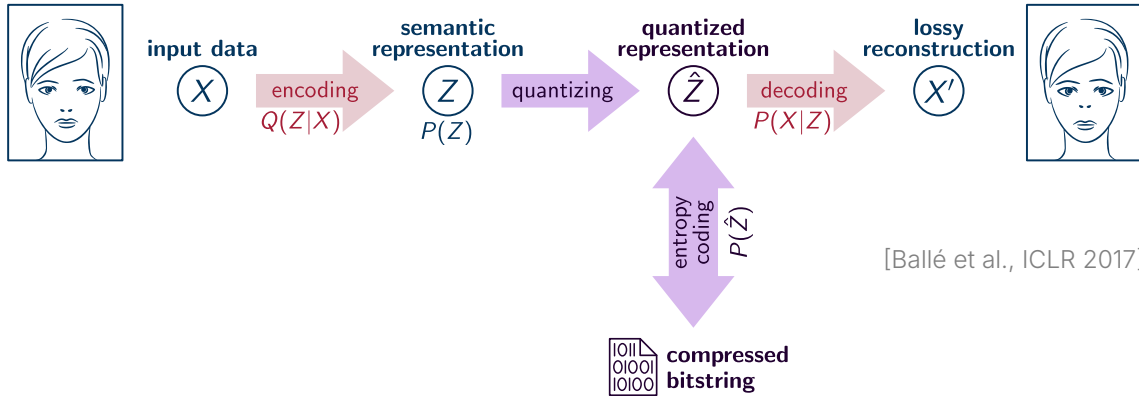 input data
X
encoding
Q(Z|X)
semantic
representation
Z
P(Z)
quantizing
quantized
representation
Ẑ
decoding
P(X|Z)
lossy
reconstruction
X′
entropy
coding
P(Ẑ)
[Ballé et al., ICLR 2017]
1011
01001
10100
compressed
bitstring